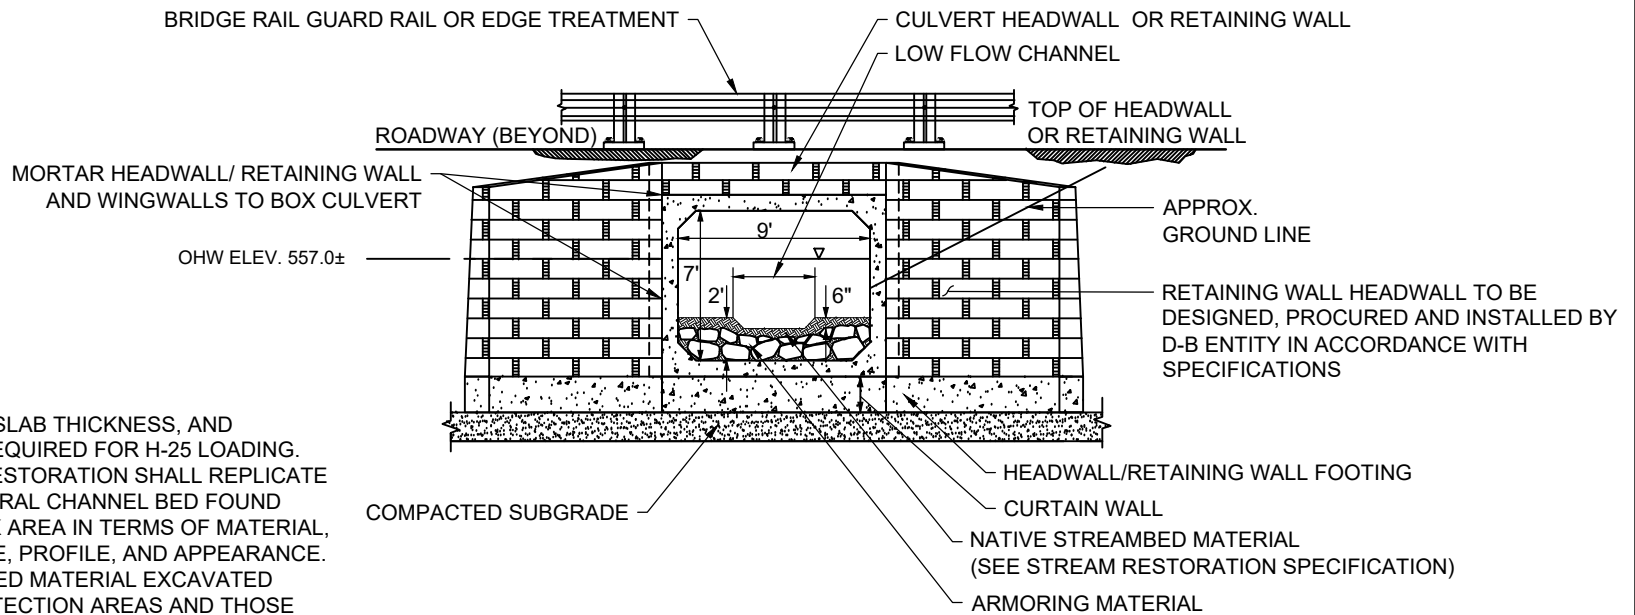 BRIDGE RAIL GUARD RAIL OR EDGE TREATMENT
CULVERT HEADWALL OR RETAINING WALL
LOW FLOW CHANNEL
TOP OF HEADWALL
OR RETAINING WALL
ROADWAY (BEYOND)
MORTAR HEADWALL/ RETAINING WALL
AND WINGWALLS TO BOX CULVERT
APPROX.
GROUND LINE
OHW ELEV. 557.0±
9'
7'
2'
6"
RETAINING WALL HEADWALL TO BE
DESIGNED, PROCURED AND INSTALLED BY
D-B ENTITY IN ACCORDANCE WITH
SPECIFICATIONS
SLAB THICKNESS, AND
EQUIRED FOR H-25 LOADING.
ESTORATION SHALL REPLICATE
RAL CHANNEL BED FOUND
AREA IN TERMS OF MATERIAL,
E, PROFILE, AND APPEARANCE.
ED MATERIAL EXCAVATED
TECTION AREAS AND THOSE
COMPACTED SUBGRADE
HEADWALL/RETAINING WALL FOOTING
CURTAIN WALL
NATIVE STREAMBED MATERIAL
(SEE STREAM RESTORATION SPECIFICATION)
ARMORING MATERIAL